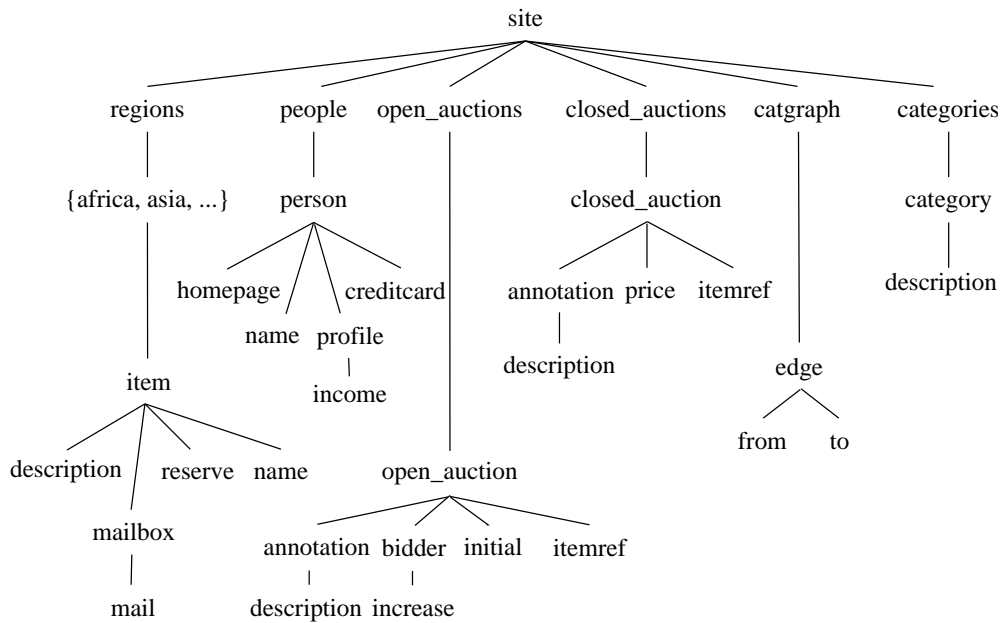 site
regions people open_auctions closed_auctions catgraph categories
{africa, asia, ...} person closed_auction category
homepage creditcard annotation price itemref description
name profile
description
edge
item
income
from to
description reserve name open_auction
mailbox
annotation bidder initial itemref
mail description increase